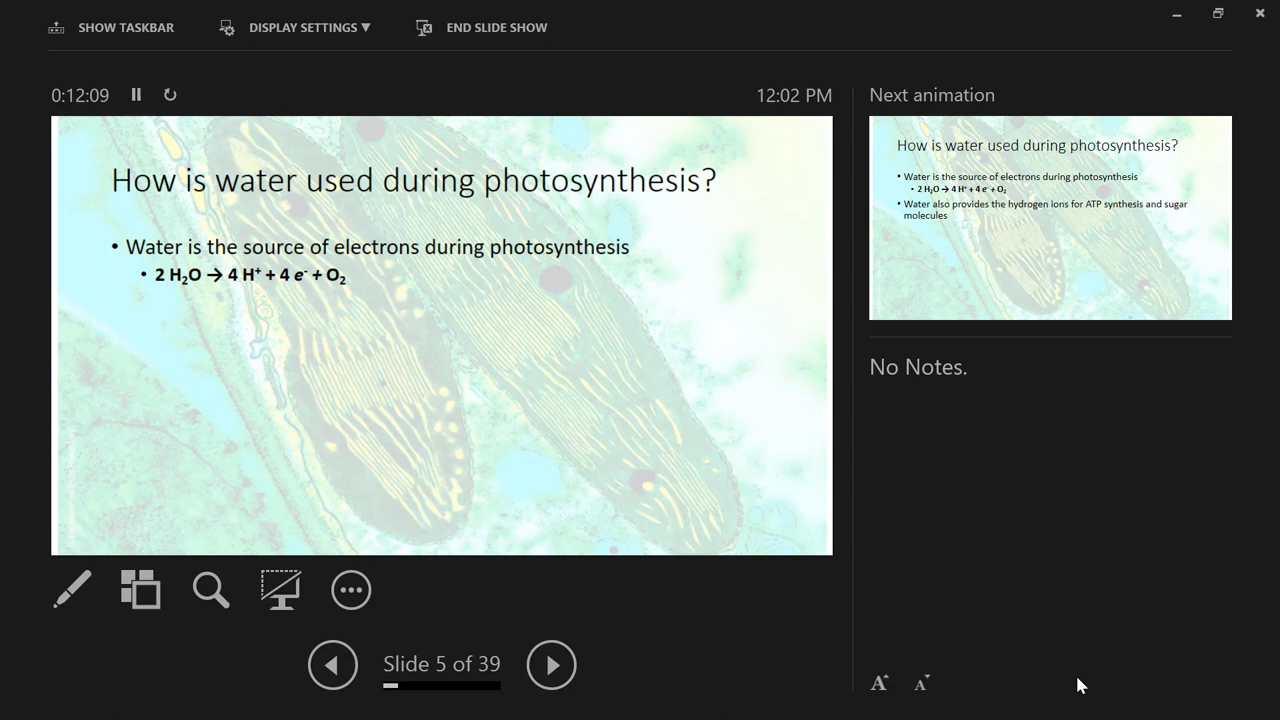 SHOW TASKBAR
DISPLAY SETTINGS ▼
END SLIDE SHOW
0:12:09
12:02 PM
Next animation
How is water used during photosynthesis?
• Water is the source of electrons during photosynthesis
• 2 H₂O → 4 H⁺ + 4 e⁻ + O₂
How is water used during photosynthesis?
• Water is the source of electrons during photosynthesis
• 2 H₂O → 4 H⁺ + 4 e⁻ + O₂
• Water also provides the hydrogen ions for ATP synthesis and sugar
molecules
No Notes.
Slide 5 of 39
A A